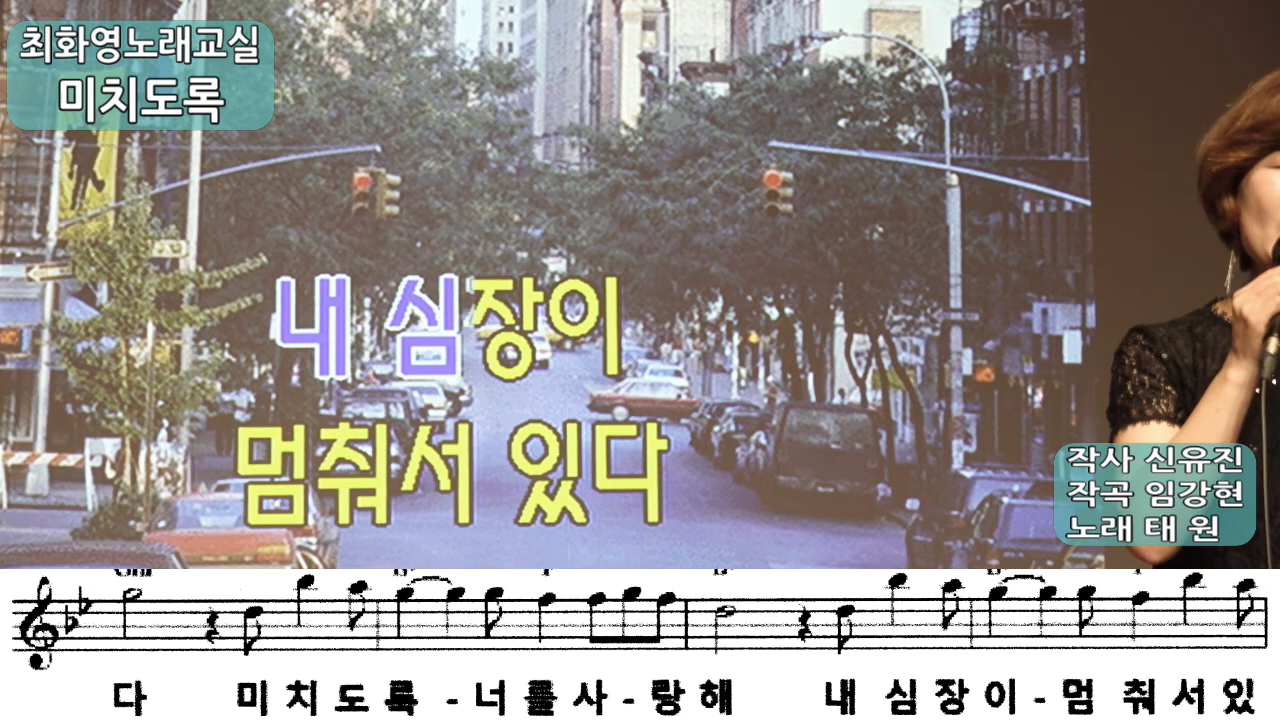 최화영노래교실
미치도록
내 심장이
멈춰서 있다
작사 신유진
작곡 임강현
노래 태 원
다 미 치 도 록 - 너 를 사 - 랑 해 내 심 장 이 - 멈 춰 서 있